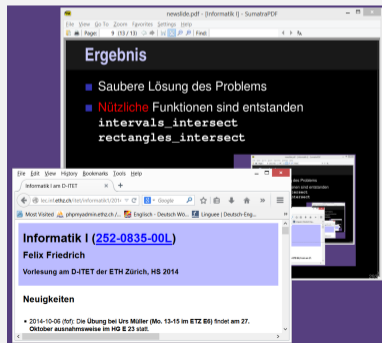 newslide.pdf - [Informatik I] - SumatraPDF
File View Go To Zoom Favorites Settings Help
Page: 9 (13 / 13) Find:
Ergebnis
Saubere Lösung des Problems
Nützliche Funktionen sind entstanden
intervals_intersect
rectangles_intersect
File Edit View History Bookmarks Tools Help
Informatik I am D-ITET
Google
Most Visited phpmyadmin.ethz.ch /... Englisch - Deutsch Wö... Linguee | Deutsch-Eng...
Informatik I (252-0835-00L)
Felix Friedrich
Vorlesung am D-ITET der ETH Zürich, HS 2014
Neuigkeiten
2014-10-06 (fof): Die Übung bei Urs Müller (Mo. 13-15 im ETZ E6) findet am 27.
Oktober ausnahmsweise im HG E 23 statt.